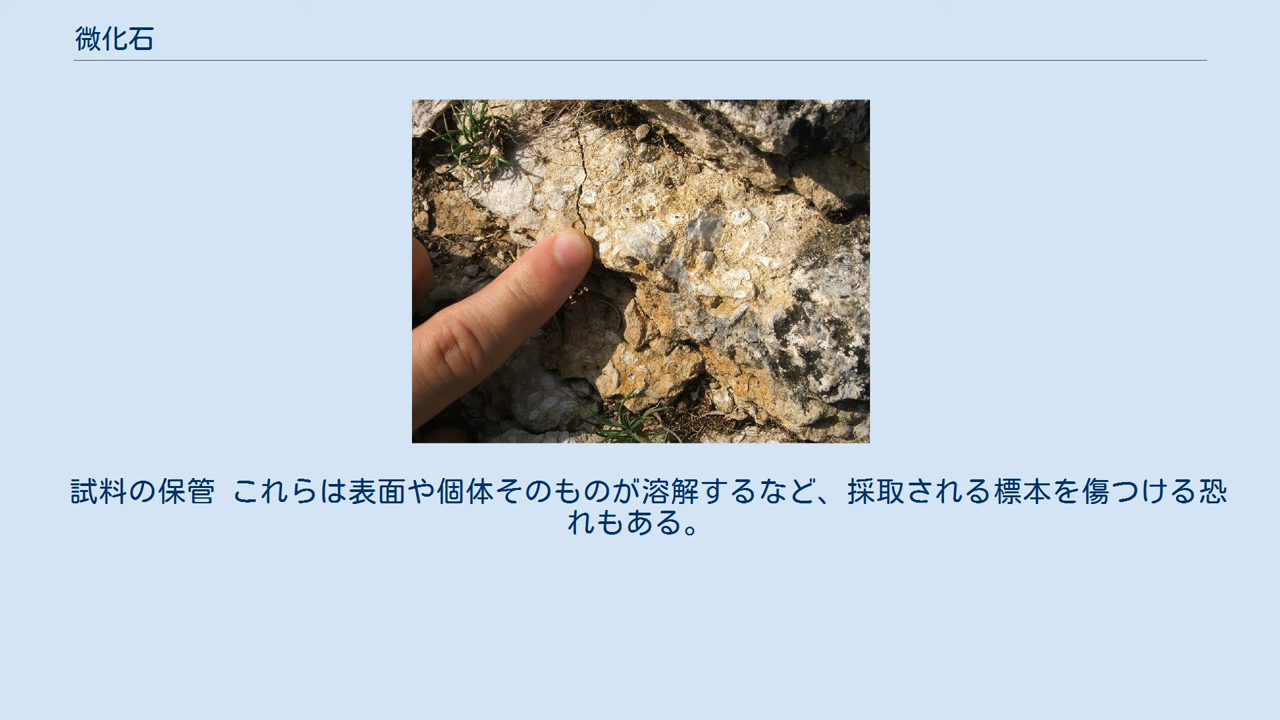 微化石
試料の保管 これらは表面や個体そのものが溶解するなど、採取される標本を傷つける恐
れもある。